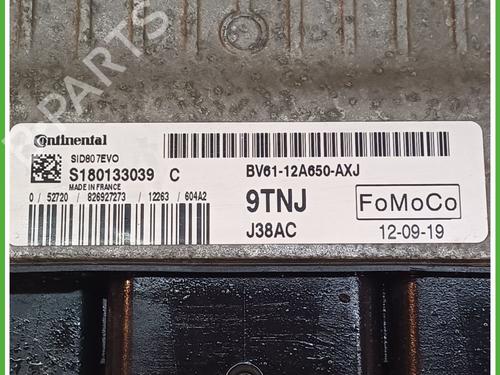 B PARTS
Continental
SID807EVO
S180133039 C
MADE IN FRANCE
0 / 52720 / 826927273 / 12263 / 604A2
BV61-12A650-AXJ
9TNJ
FoMoCo
J38AC
12-09-19